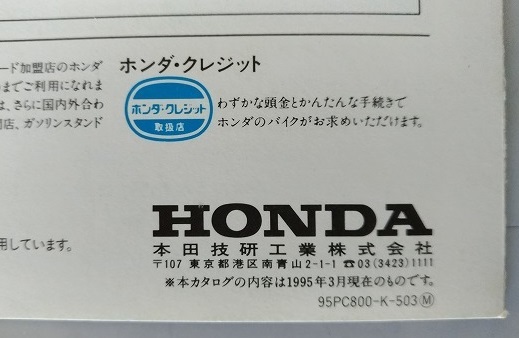 ード加盟店のホンダ
までご利用になれま
は、さらに国内外合わ
店、ガソリンスタンド
ホンダ・クレジット
ホンダ・クレジット
取扱店
わずかな頭金とかんたんな手続きで
ホンダのバイクがお求めいただけます。
用しています。
HONDA
本田技研工業株式会社
〒107 東京都港区南青山2-1-1 ☎03(3423)1111
※本カタログの内容は1995年3月現在のものです。
95PC800-K-503Ⓜ